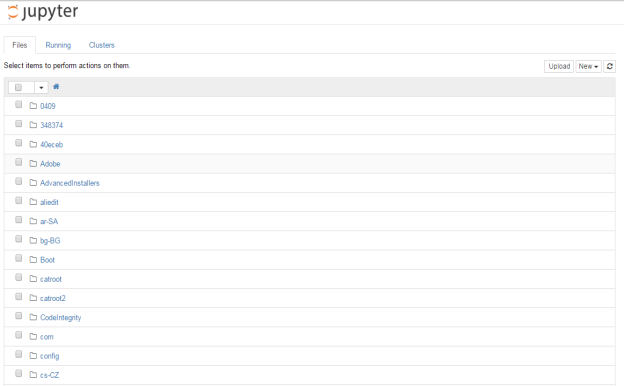 jupyter
Files Running Clusters
Select items to perform actions on them.
Upload New
0409
348374
40eceb
Adobe
AdvancedInstallers
aliedit
ar-SA
bg-BG
Boot
catroot
catroot2
CodeIntegrity
com
config
cs-CZ